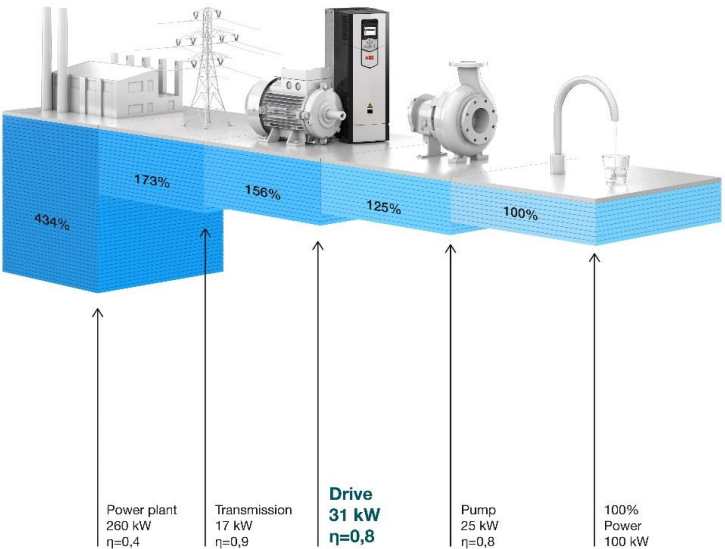 434%
173%
156%
125%
100%
ABB
Power plant
260 kW
η=0,4
Transmission
17 kW
η=0,9
Drive
31 kW
η=0,8
Pump
25 kW
η=0,8
100%
Power
100 kW